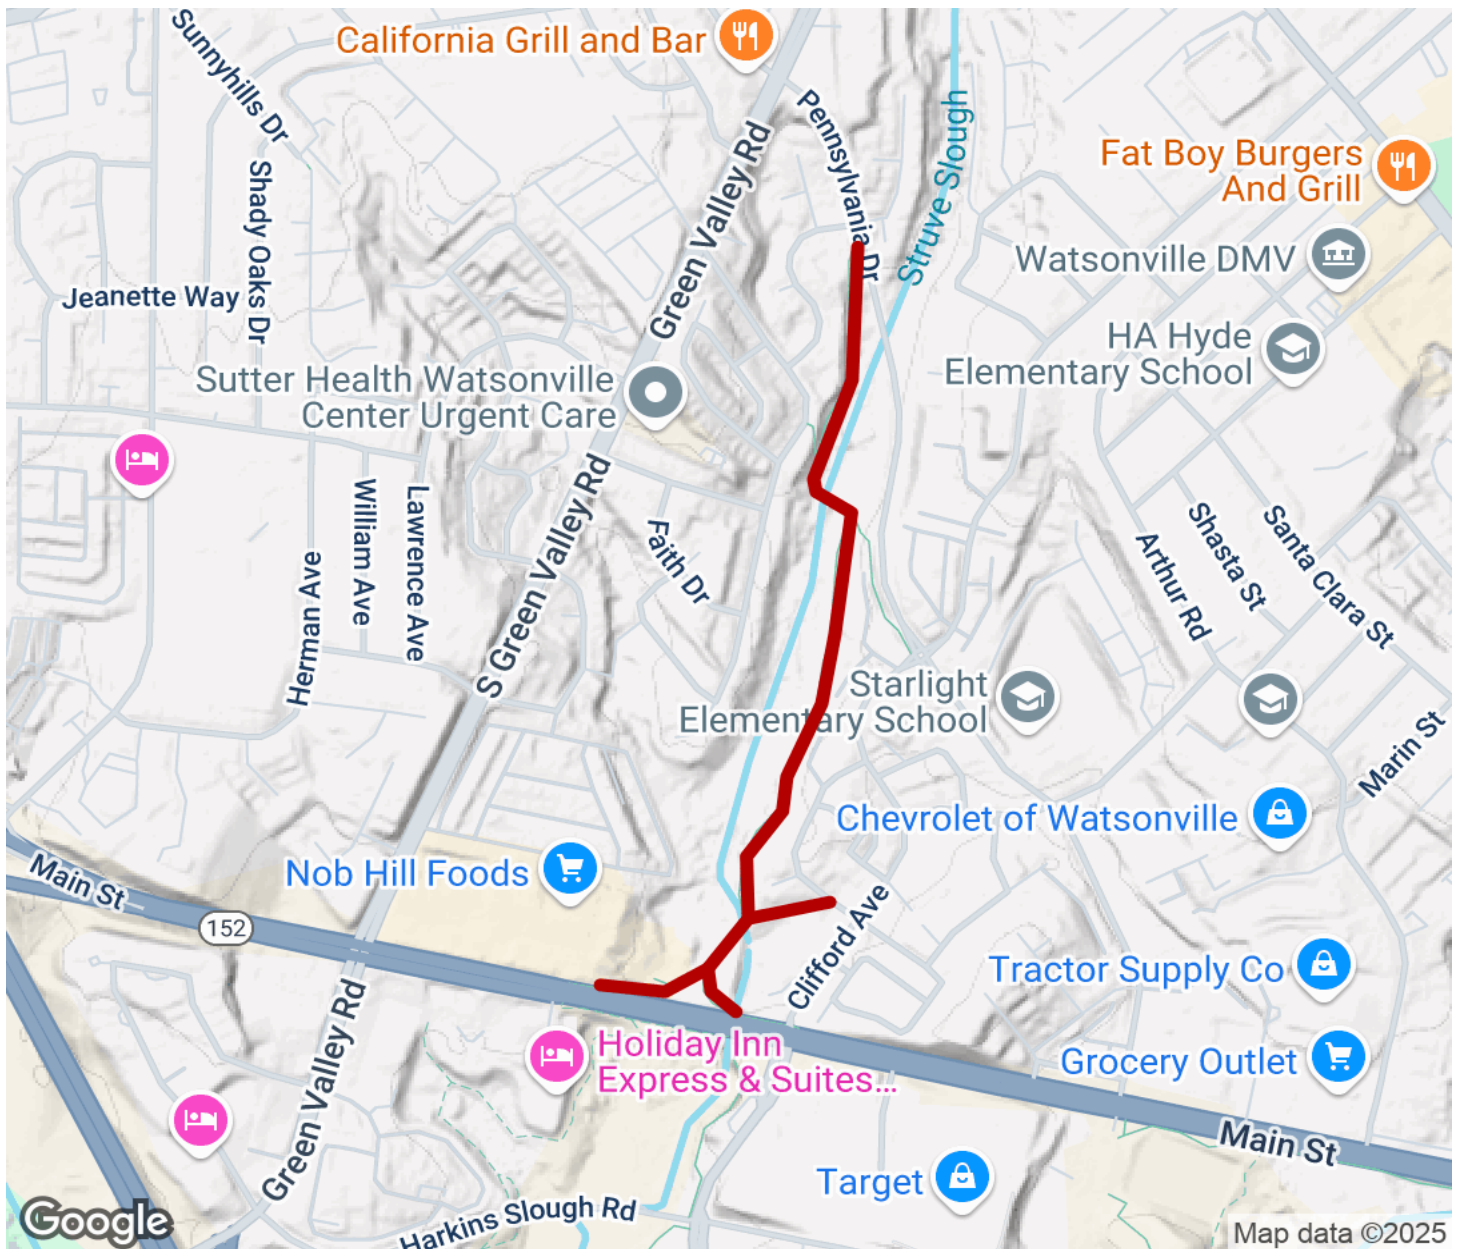 California Grill and Bar
Sunnyhills Dr
Pennsylvania Dr
Struve Slough
Green Valley Rd
Fat Boy Burgers
And Grill
Shady Oaks Dr
Watsonville DMV
Jeanette Way
HA Hyde
Elementary School
Sutter Health Watsonville
Center Urgent Care
S Green Valley Rd
William Ave
Lawrence Ave
Herman Ave
Faith Dr
Shasta St
Santa Clara St
Arthur Rd
Starlight
Elementary School
Marin St
Chevrolet of Watsonville
Nob Hill Foods
Main St
152
Clifford Ave
Tractor Supply Co
Green Valley Rd
Holiday Inn
Express & Suites...
Grocery Outlet
Main St
Target
Harkins Slough Rd
Google
Map data ©2025